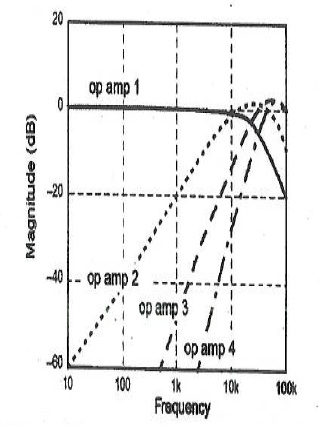 20
op amp 1
0
Magnitude (dB)
–20
–40
op amp 2
op amp 3
op amp 4
–60
10
100
1k
10k
100k
Frequency